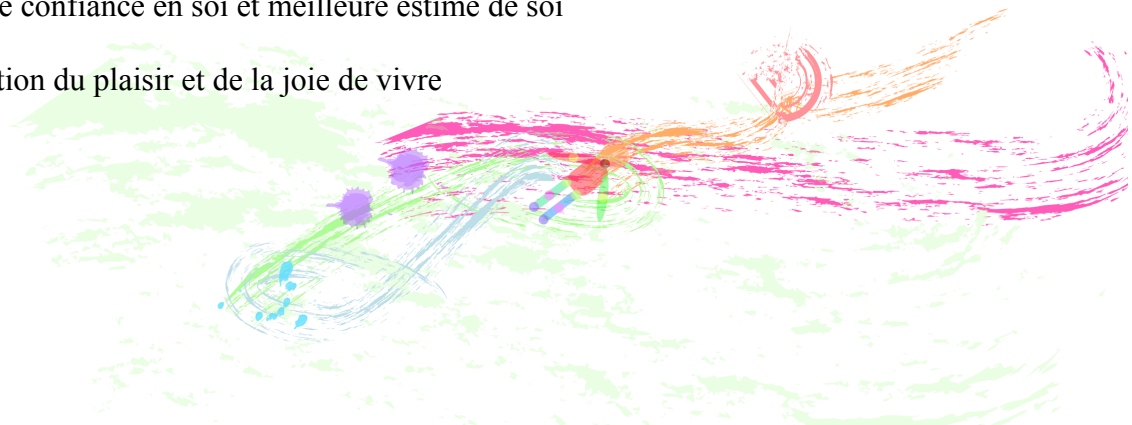 e confiance en soi et meilleure estime de soi
tion du plaisir et de la joie de vivre